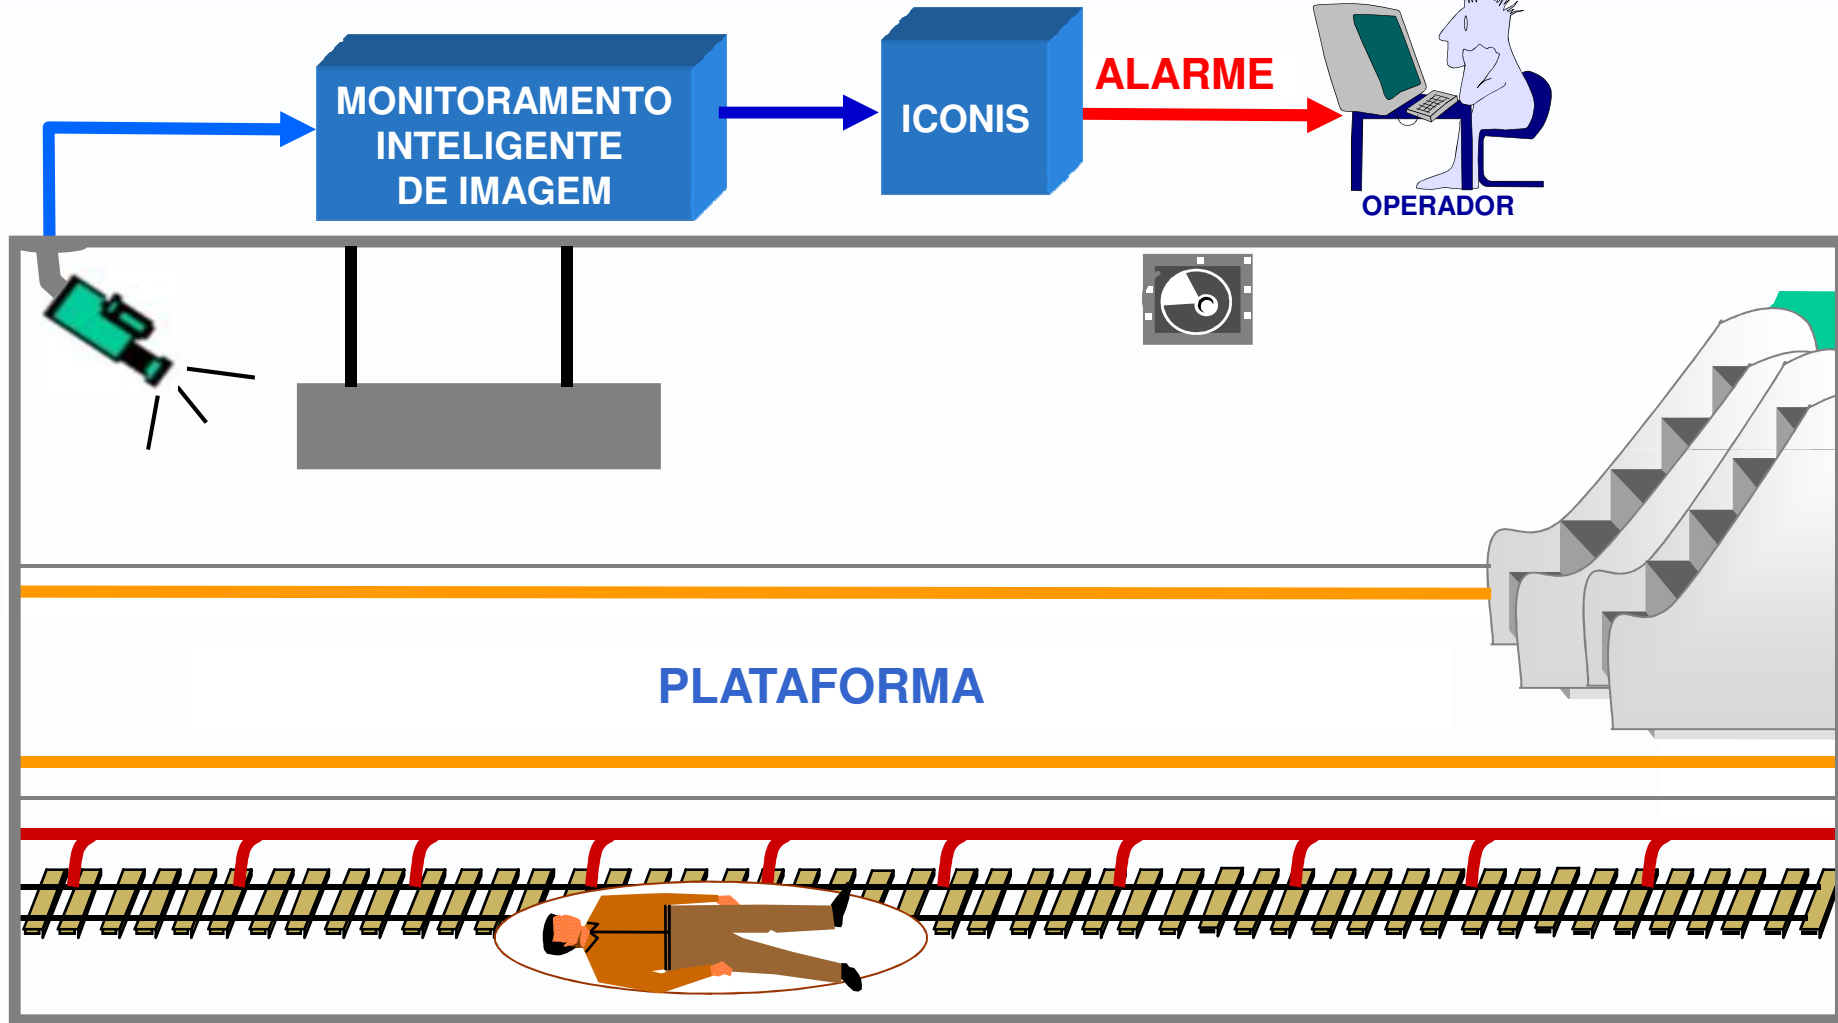 MONITORAMENTO
INTELIGENTE
DE IMAGEM
ICONIS
ALARME
OPERADOR
PLATAFORMA